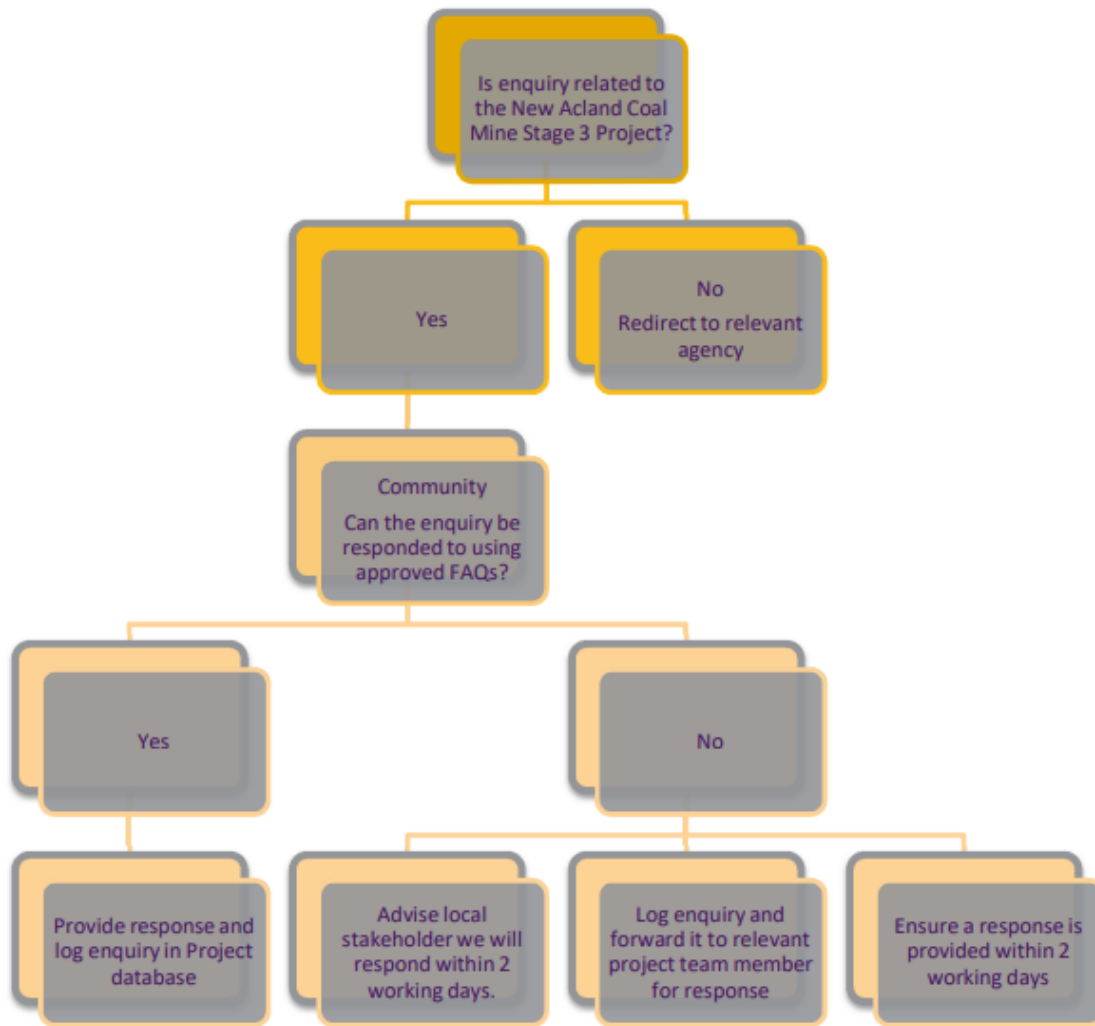 Is enquiry related to
the New Acland Coal
Mine Stage 3 Project?
Yes
No
Redirect to relevant
agency
Community
Can the enquiry be
responded to using
approved FAQs?
Yes
No
Provide response and
log enquiry in Project
database
Advise local
stakeholder we will
respond within 2
working days.
Log enquiry and
forward it to relevant
project team member
for response
Ensure a response is
provided within 2
working days